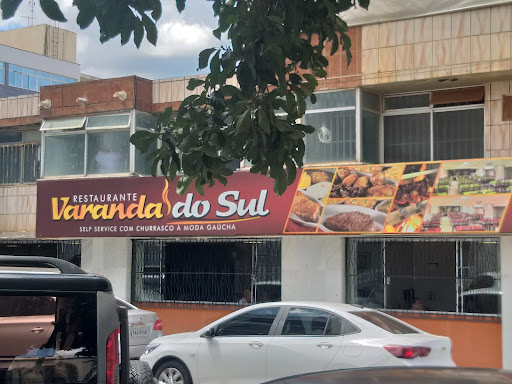 RESTAURANTE
Varanda do Sul
SELF SERVICE COM CHURRASCO À MODA GAÚCHA